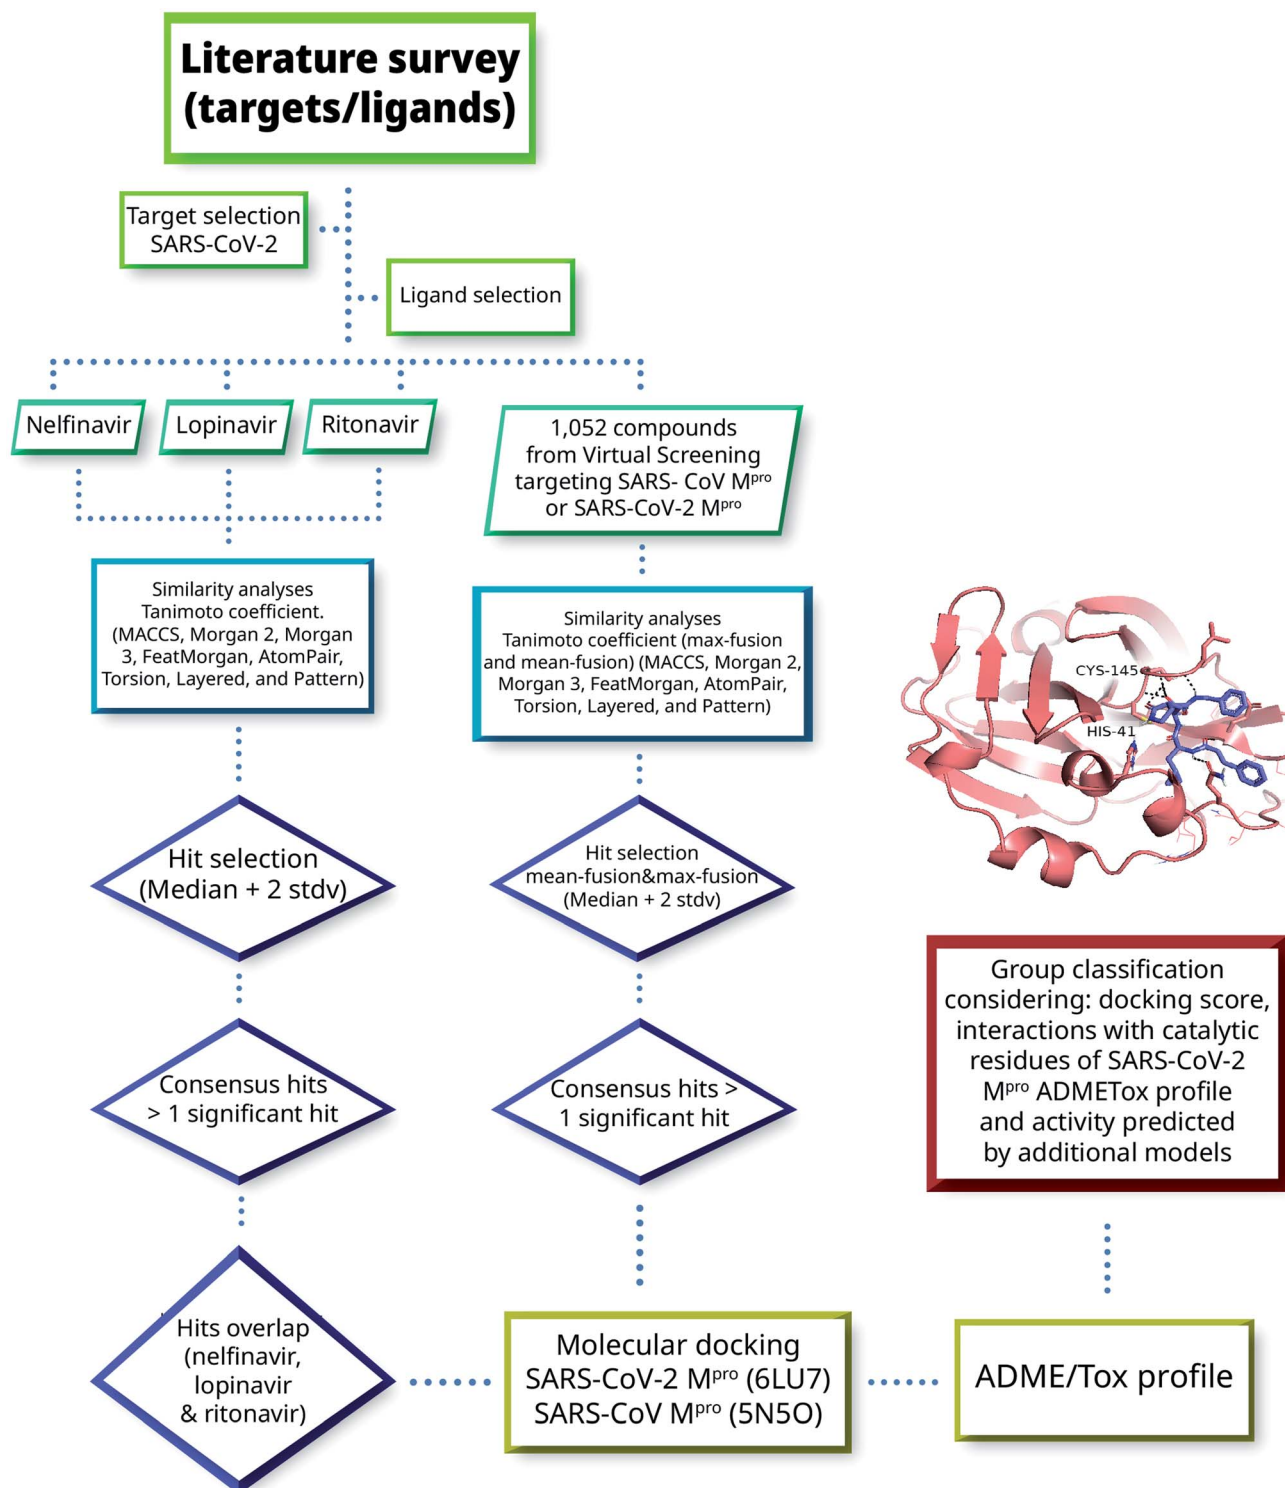 Literature survey
(targets/ligands)
Target selection
SARS-CoV-2
Ligand selection
Nelfinavir
Lopinavir
Ritonavir
1,052 compounds
from Virtual Screening
targeting SARS- CoV Mᵖʳᵒ
or SARS-CoV-2 Mᵖʳᵒ
Similarity analyses
Tanimoto coefficient.
(MACCS, Morgan 2, Morgan
3, FeatMorgan, AtomPair,
Torsion, Layered, and Pattern)
Similarity analyses
Tanimoto coefficient (max-fusion
and mean-fusion) (MACCS, Morgan 2,
Morgan 3, FeatMorgan, AtomPair,
Torsion, Layered, and Pattern)
CYS-145
HIS-41
Hit selection
(Median + 2 stdv)
Hit selection
mean-fusion&max-fusion
(Median + 2 stdv)
Consensus hits
> 1 significant hit
Consensus hits >
1 significant hit
Group classification
considering: docking score,
interactions with catalytic
residues of SARS-CoV-2
Mᵖʳᵒ ADMETox profile
and activity predicted
by additional models
Hits overlap
(nelfinavir,
lopinavir
& ritonavir)
Molecular docking
SARS-CoV-2 Mᵖʳᵒ (6LU7)
SARS-CoV Mᵖʳᵒ (5N5O)
ADME/Tox profile